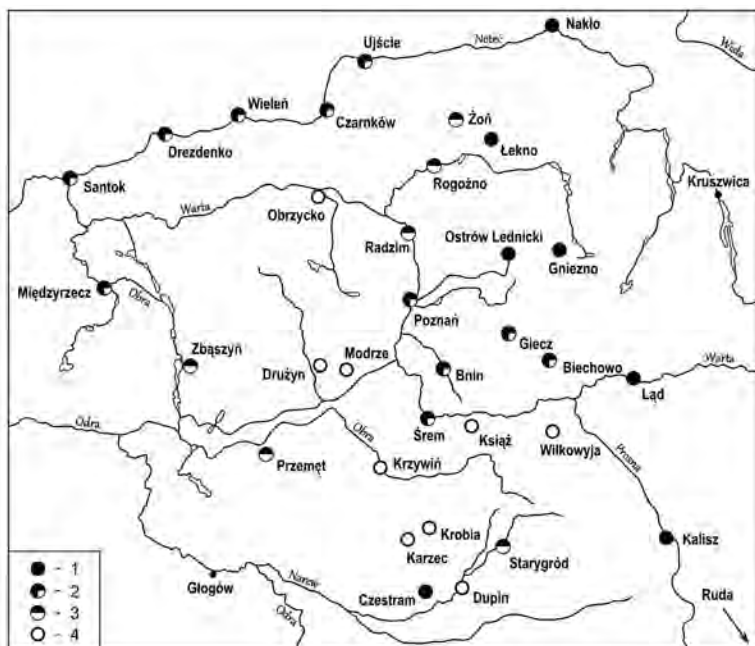 Nakło
Ujście
Noteć
Wisła
Wieleń
Czarnków
Żoń
Drezdenko
Łekno
Santok
Rogoźno
Kruszwica
Obrzycko
Warta
Radzim
Ostrów Lednicki
Gniezno
Międzyrzecz
Obra
Poznań
Giecz
Zbąszyń
Modrze
Biechowo
Warta
Drużyn
Bnin
Ląd
Odra
Obra
Śrem
Książ
Wilkowyja
Prosna
Przemęt
Krzywiń
Krobia
Kalisz
Karzec
Starygród
- 1
- 2
Głogów
Narew
Czestram
Dupin
Ruda
- 3
Odra
- 4